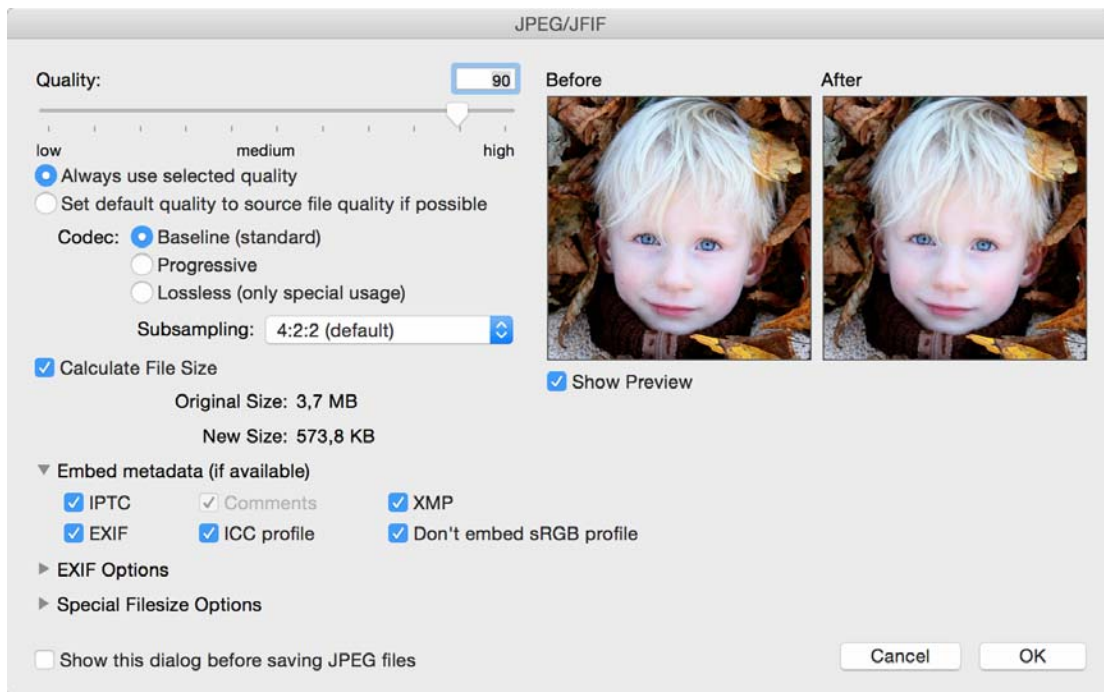 JPEG/JFIF
Quality:
90
low medium high
Always use selected quality
Set default quality to source file quality if possible
Codec: Baseline (standard)
Progressive
Lossless (only special usage)
Subsampling: 4:2:2 (default)
Calculate File Size
Original Size: 3,7 MB
New Size: 573,8 KB
Embed metadata (if available)
IPTC Comments XMP
EXIF ICC profile Don't embed sRGB profile
EXIF Options
Special Filesize Options
Show this dialog before saving JPEG files
Before After
Show Preview
Cancel OK